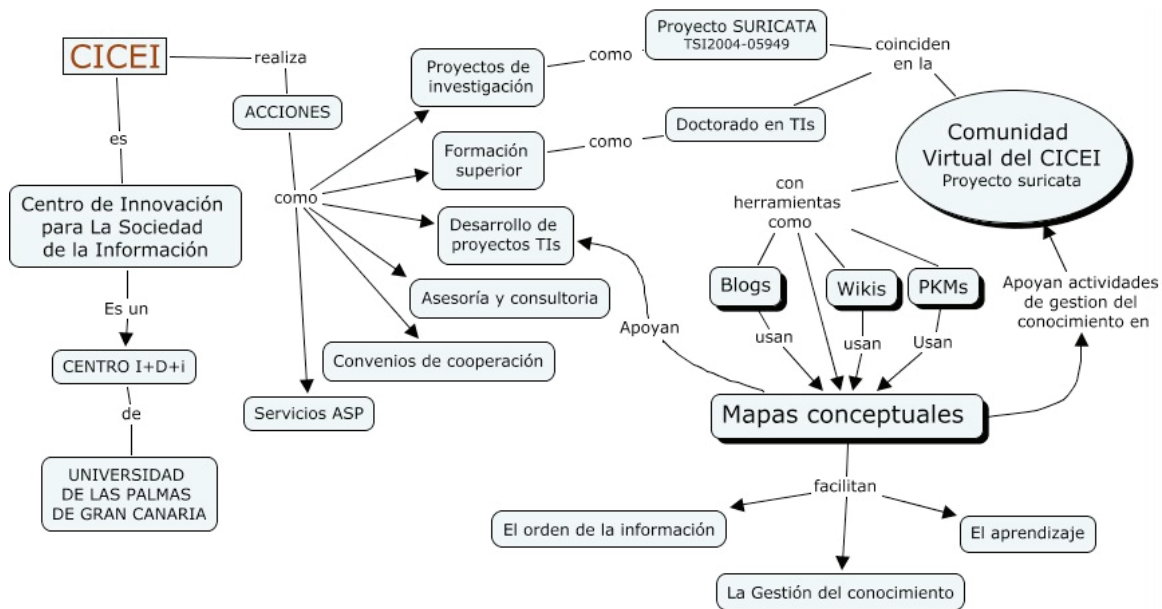 CICEI
realiza
ACCIONES
es
Centro de Innovación
para La Sociedad
de la Información
Es un
CENTRO I+D+i
de
UNIVERSIDAD
DE LAS PALMAS
DE GRAN CANARIA
como
Proyectos de
investigación
como
Proyecto SURICATA
TSI2004-05949
Formación
superior
como
Doctorado en TIs
coinciden
en la
Comunidad
Virtual del CICEI
Proyecto suricata
Desarrollo de
proyectos TIs
Asesoría y consultoria
Convenios de cooperación
Servicios ASP
Apoyan
con
herramientas
como
Blogs
Wikis
PKMs
usan
usan
Usan
Apoyan actividades
de gestion del
conocimiento en
Mapas conceptuales
facilitan
El orden de la información
La Gestión del conocimiento
El aprendizaje